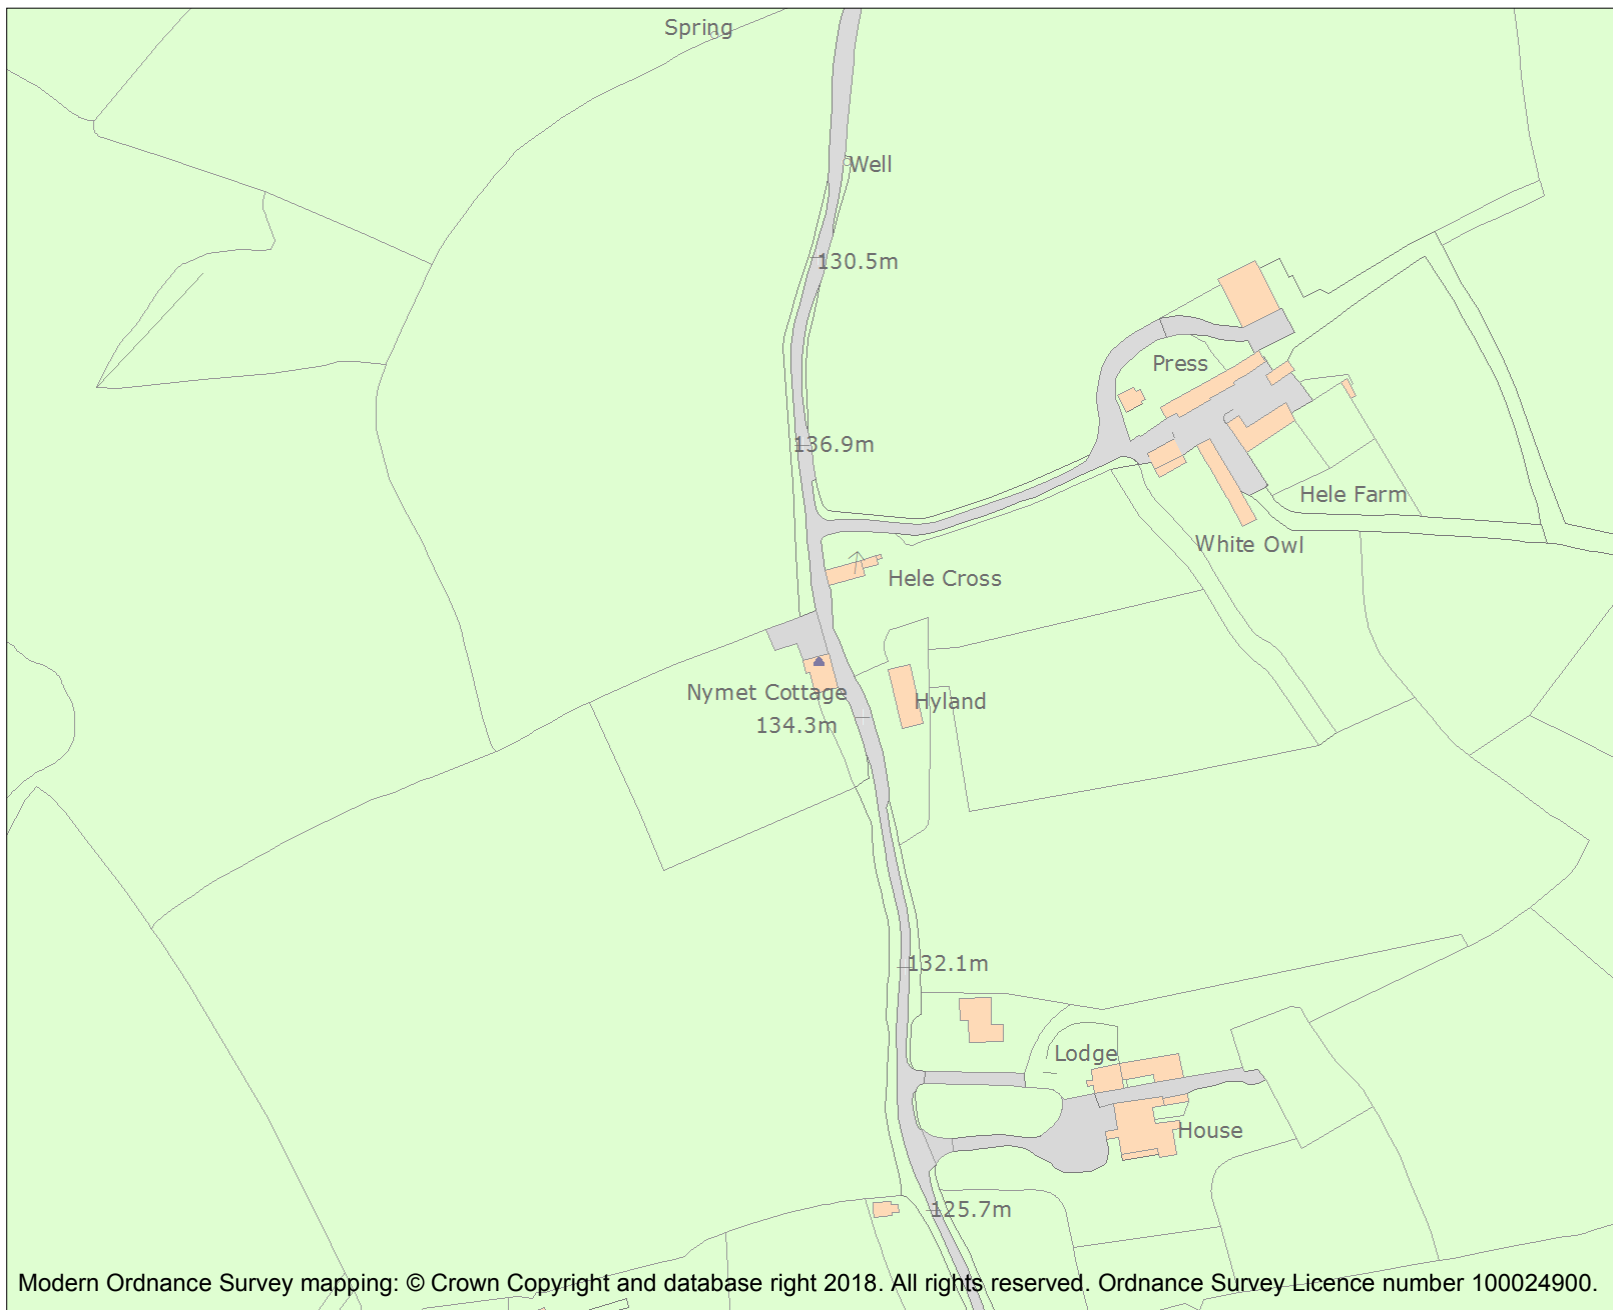 Spring
Well
130.5m
Press
136.9m
Hele Farm
White Owl
Hele Cross
Nymet Cottage
Hyland
134.3m
132.1m
Lodge
House
125.7m
Modern Ordnance Survey mapping: © Crown Copyright and database right 2018. All rights reserved. Ordnance Survey Licence number 100024900.